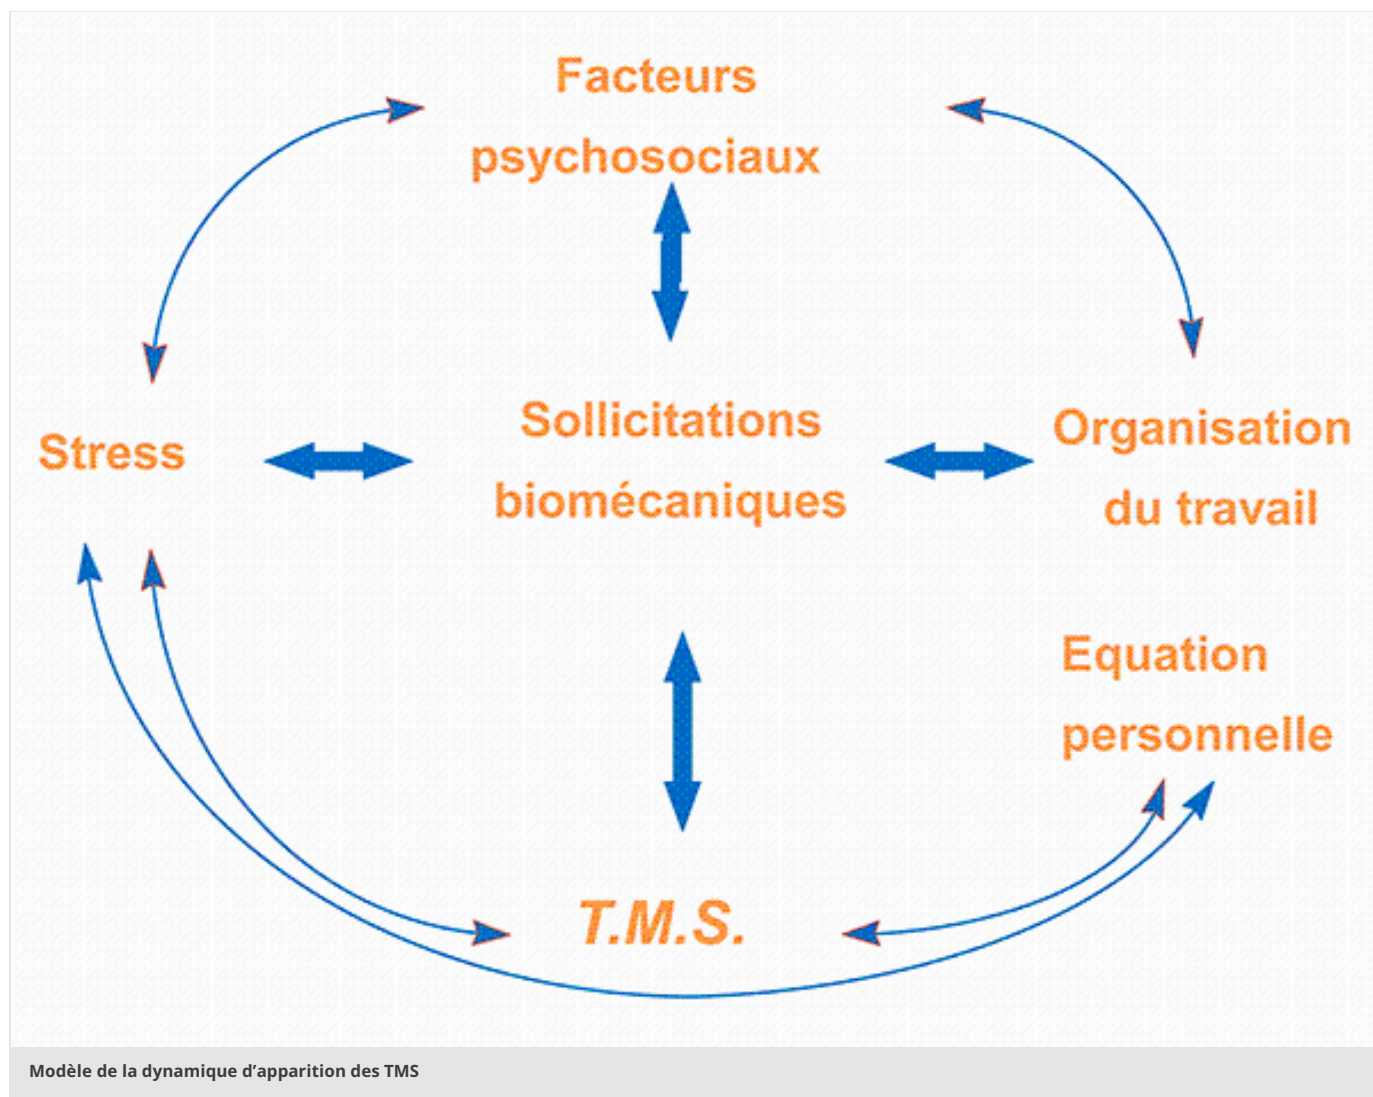 Facteurs
psychosociaux
Stress
Sollicitations
biomécaniques
Organisation
du travail
Equation
personnelle
T.M.S.
Modèle de la dynamique d’apparition des TMS